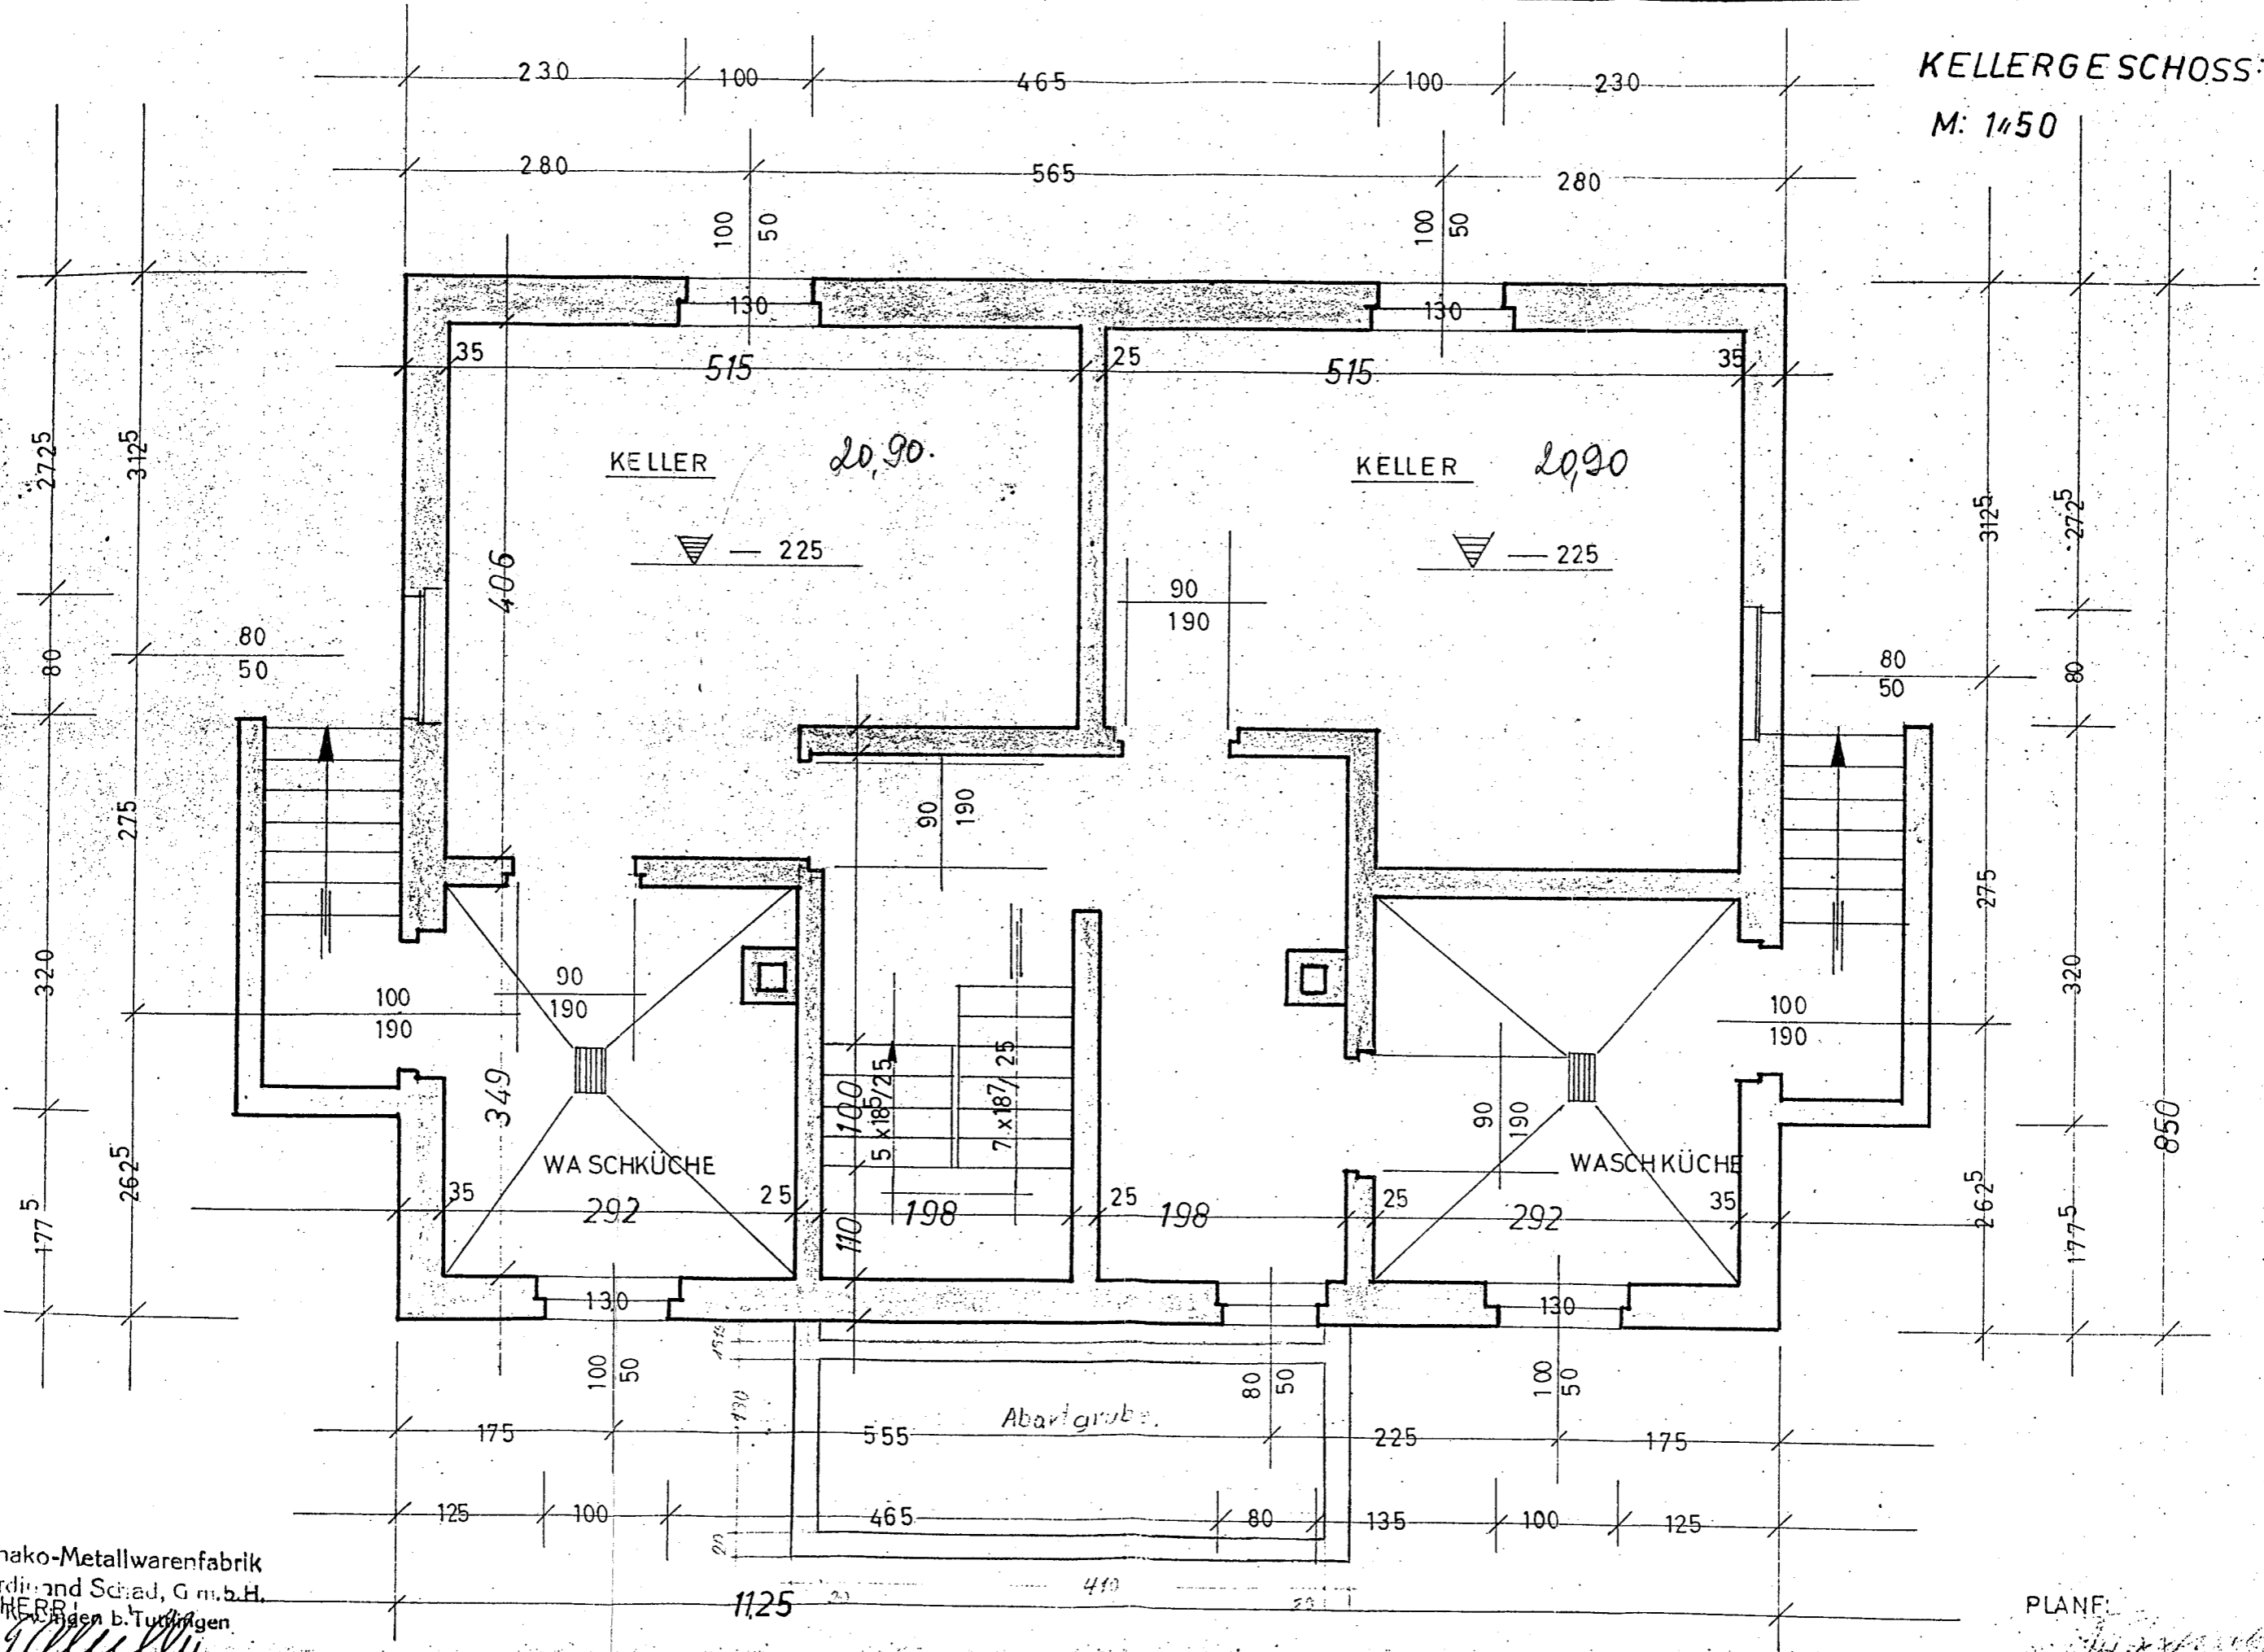 KELLERGESCHOSS:
M: 1:50
230 100 465 100 230
280 565 280
100 50
100 50
130 130
35 515 25 515 35
2725 3125
KELLER 20,90.
KELLER 20,90
3125 2725
— 225
— 225
406
90
190
80
50
80
80
50
80
275
90 190
275
320
100
190
90
190
100
190
320
349
100
5 x 185/25
7 x 187/25
90 190
850
WASCHKÜCHE
WASCHKÜCHE
1775 2625
35 292 25
110
198 25 198
25 292 35
2625 1775
130 130
100 50
80 50
100 50
Abortgrube.
175 555 225 175
125 100 465 80 135 100 125
20
410
1125
nako-Metallwarenfabrik
rdinand Schad, G.m.b.H.
HERR
b. Tuttlingen
PLANF: